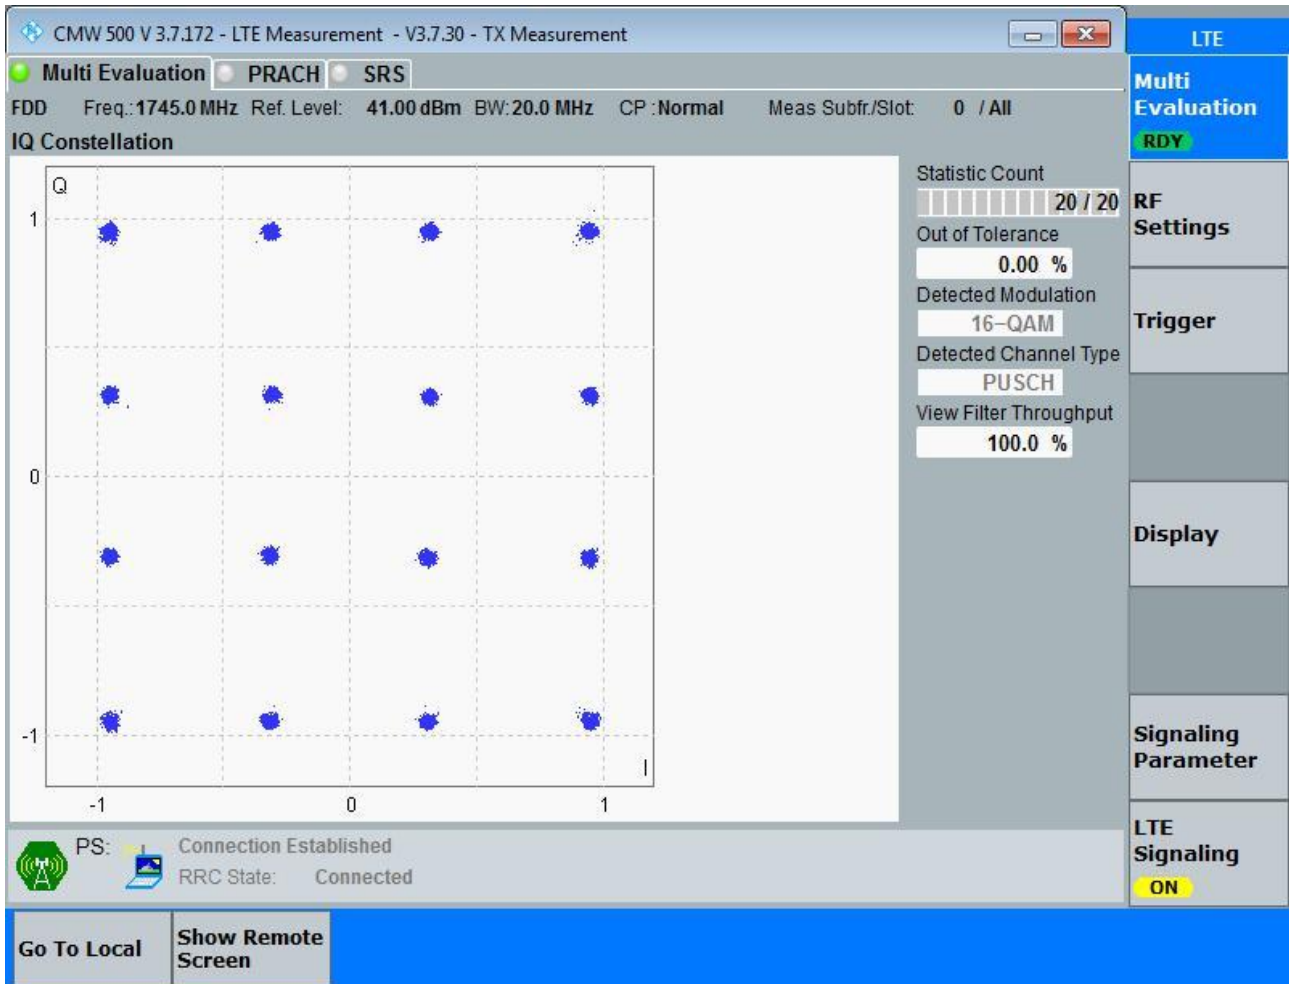 CMW 500 V 3.7.172 - LTE Measurement - V3.7.30 - TX Measurement
LTE
Multi Evaluation PRACH SRS
FDD Freq.:1745.0 MHz Ref. Level: 41.00 dBm BW:20.0 MHz CP :Normal Meas Subfr./Slot: 0 / All
IQ Constellation
Q
1
0
-1
I
-1 0 1
Statistic Count
20 / 20
Out of Tolerance
0.00 %
Detected Modulation
16-QAM
Detected Channel Type
PUSCH
View Filter Throughput
100.0 %
Multi
Evaluation
RDY
RF
Settings
Trigger
Display
Signaling
Parameter
LTE
Signaling
ON
PS: Connection Established
RRC State: Connected
Go To Local
Show Remote
Screen